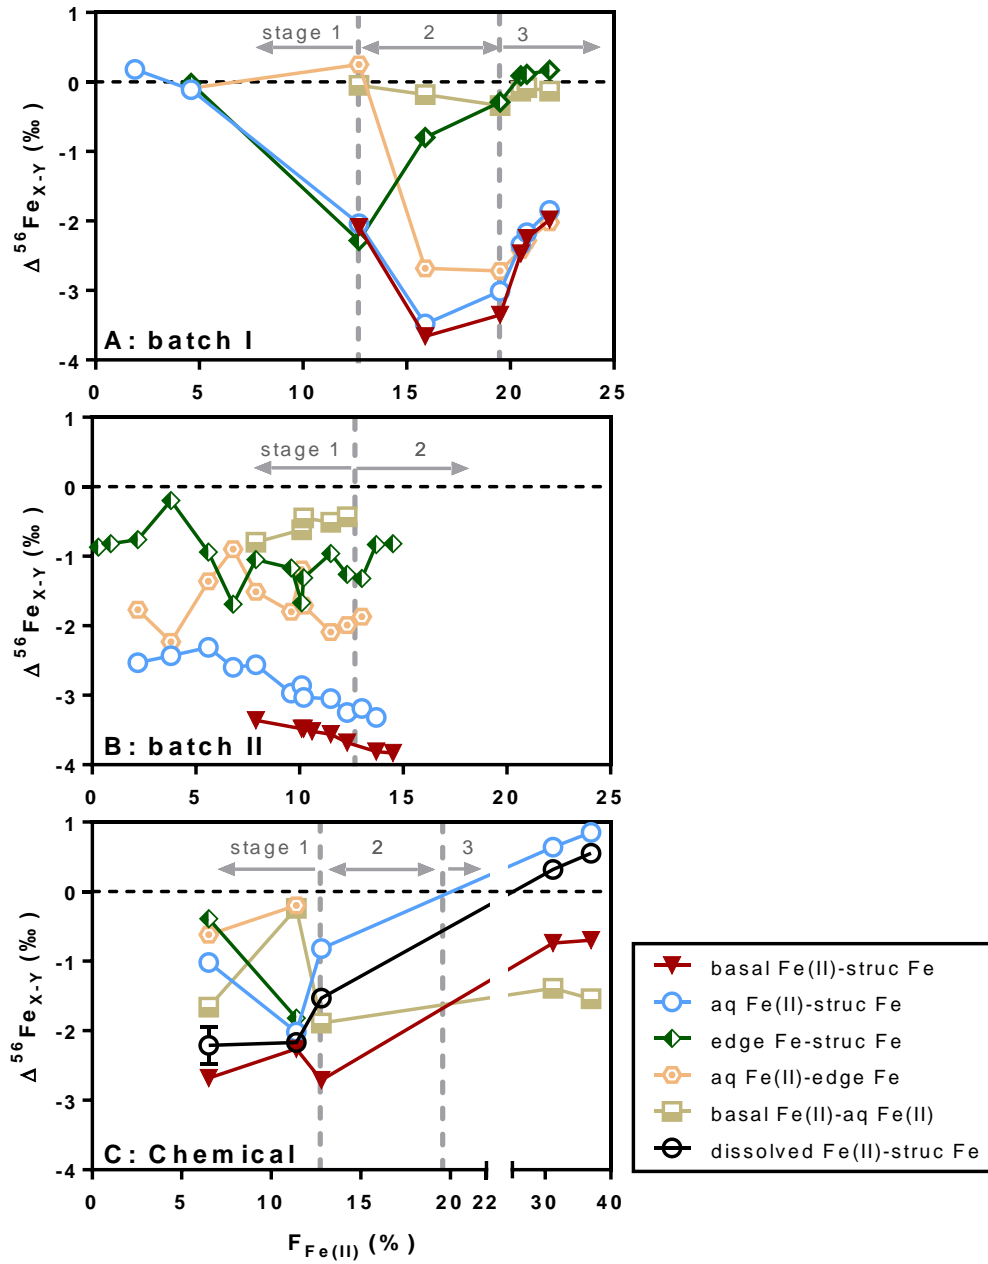 1
stage 1
2
3
0
-1
-2
-3
-4
Δ ⁵⁶Fe X-Y (‰)
A: batch I
0 5 10 15 20 25
1
stage 1
2
0
-1
-2
-3
-4
Δ ⁵⁶Fe X-Y (‰)
B: batch II
0 5 10 15 20 25
1
stage 1
2
3
0
-1
-2
-3
-4
Δ ⁵⁶Fe X-Y (‰)
C: Chemical
0 5 10 15 20 22 30 40
F Fe(II) (%)
basal Fe(II)-struc Fe
aq Fe(II)-struc Fe
edge Fe-struc Fe
aq Fe(II)-edge Fe
basal Fe(II)-aq Fe(II)
dissolved Fe(II)-struc Fe